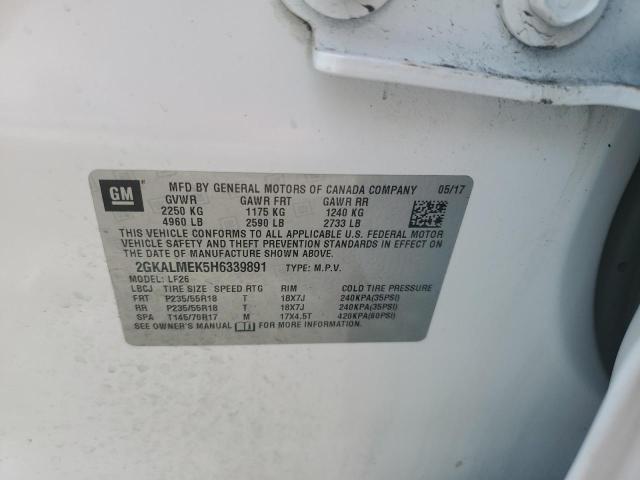 GM MFD BY GENERAL MOTORS OF CANADA COMPANY 05/17
GVWR GAWR FRT GAWR RR
2250 KG 1175 KG 1240 KG
4960 LB 2590 LB 2733 LB
THIS VEHICLE CONFORMS TO ALL APPLICABLE U.S. FEDERAL MOTOR
VEHICLE SAFETY AND THEFT PREVENTION STANDARDS IN EFFECT ON
THE DATE OF MANUFACTURE SHOWN ABOVE.
2GKALMEK5H6339891 TYPE: M.P.V.
MODEL: LF26
LBCJ TIRE SIZE SPEED RTG RIM COLD TIRE PRESSURE
FRT P235/55R18 T 18X7J 240KPA(35PSI)
RR P235/55R18 T 18X7J 240KPA(35PSI)
SPA T145/70R17 M 17X4.5T 420KPA(60PSI)
SEE OWNER'S MANUAL FOR MORE INFORMATION